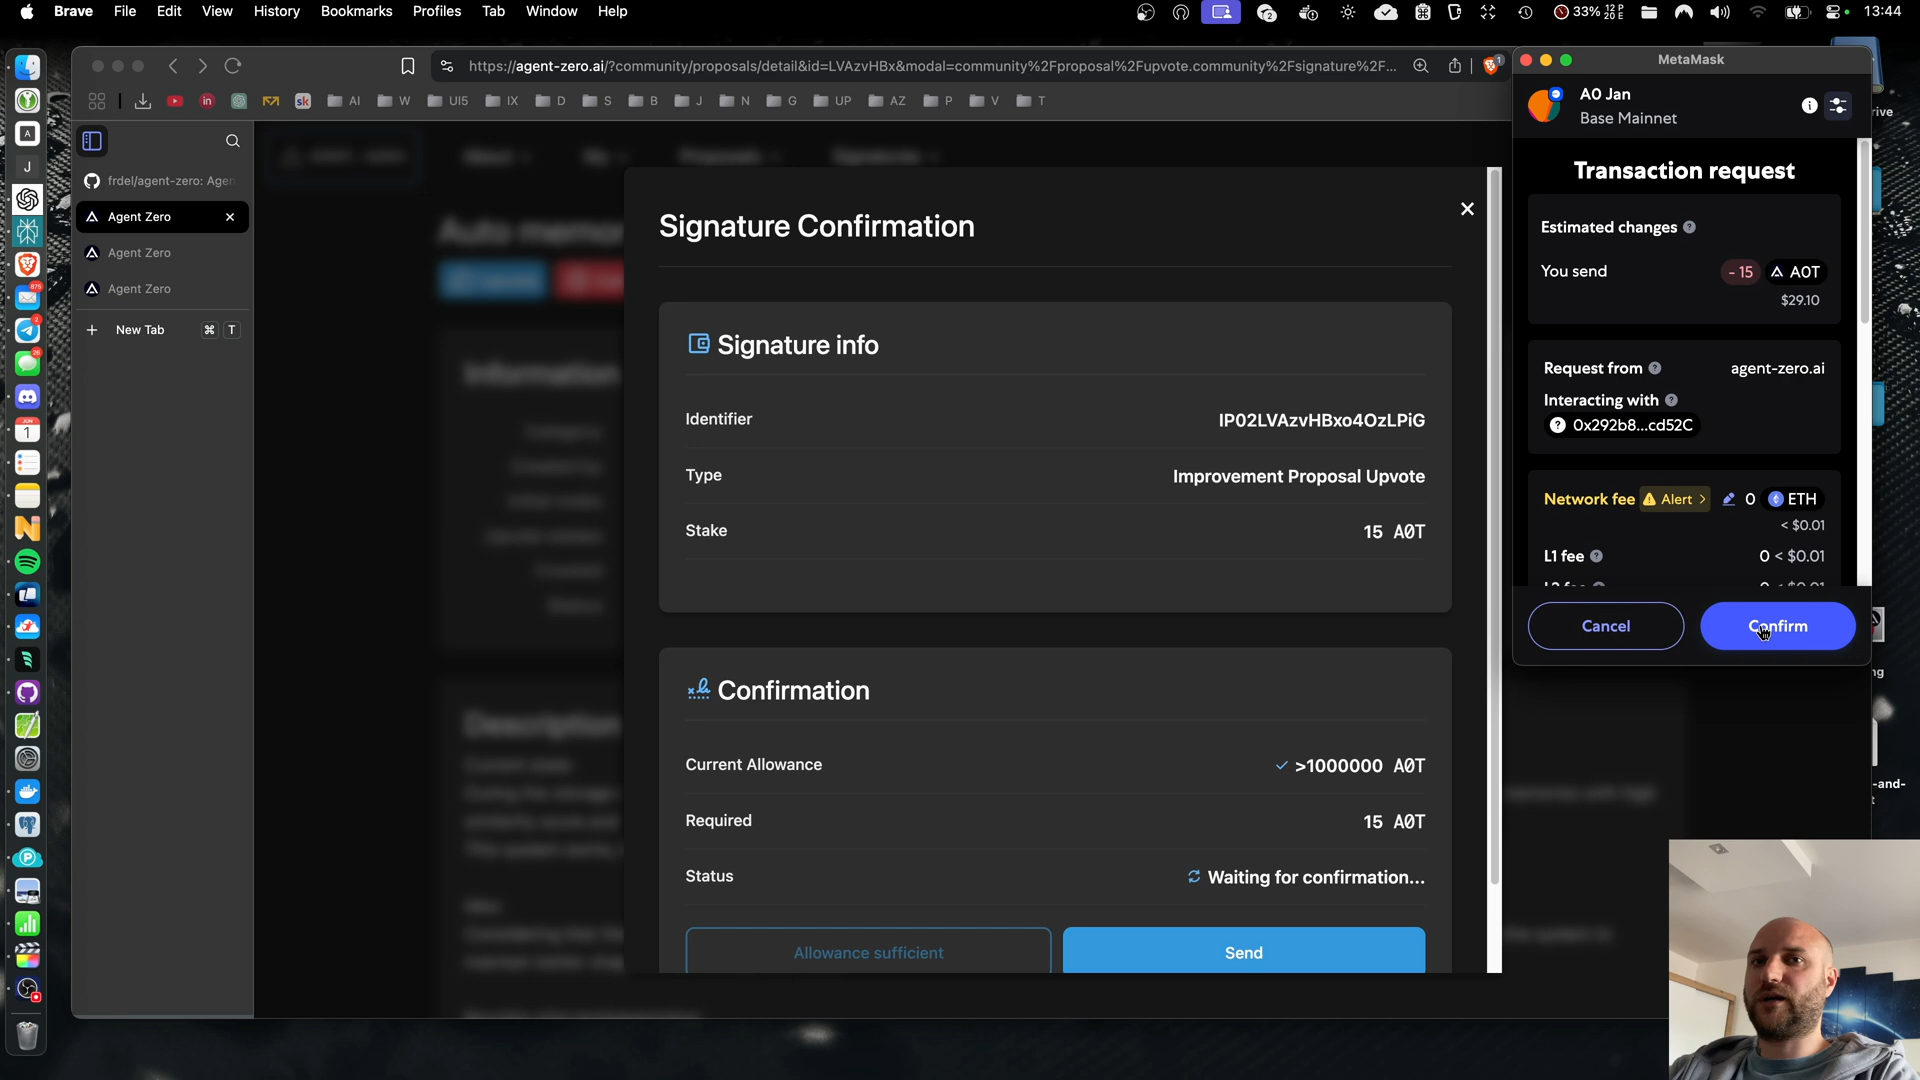 Brave File Edit View History Bookmarks Profiles Tab Window Help
33% 13:44
https://agent-zero.ai/?community/proposals/detail&id=LVAzvHBx&modal=community%2Fproposal%2Fupvote.community%2Fsignature%2F...
AI W UI5 IX D S B J N G UP AZ P V T
frdel/agent-zero: Agen
Agent Zero
Agent Zero
Agent Zero
New Tab ⌘ T
Signature Confirmation
Signature info
Identifier IP02LVAzvHBxo4OzLPiG
Type Improvement Proposal Upvote
Stake 15 A0T
Confirmation
Current Allowance >1000000 A0T
Required 15 A0T
Status Waiting for confirmation...
Allowance sufficient Send
MetaMask
A0 Jan
Base Mainnet
Transaction request
Estimated changes
You send - 15 A0T
$29.10
Request from agent-zero.ai
Interacting with
0x292b8...cd52C
Network fee Alert > 0 ETH
< $0.01
L1 fee 0 < $0.01
Cancel Confirm